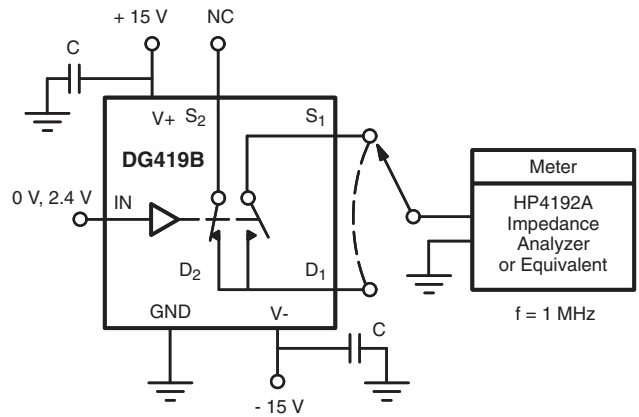 + 15 V
NC
C
V+
S2
S1
DG419B
0 V, 2.4 V
IN
D2
D1
GND
V-
C
- 15 V
Meter
HP4192A
Impedance
Analyzer
or Equivalent
f = 1 MHz